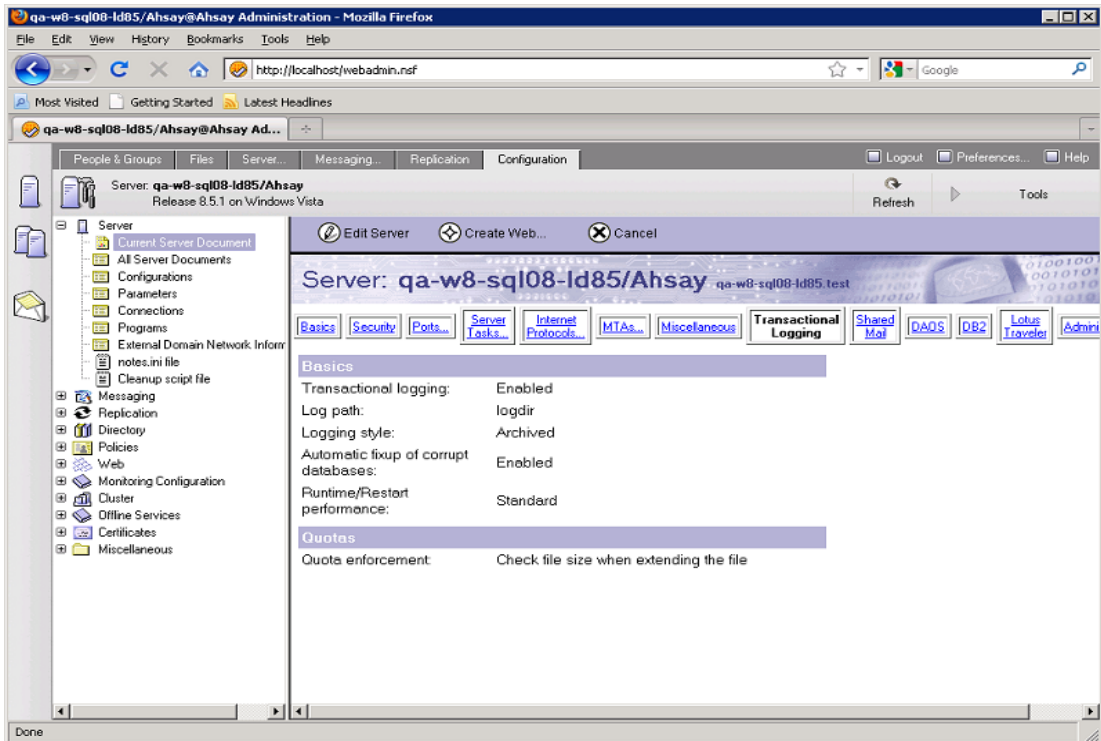 qa-w8-sql08-ld85/Ahsay@Ahsay Administration - Mozilla Firefox
File Edit View History Bookmarks Tools Help
http://localhost/webadmin.nsf
Google
Most Visited Getting Started Latest Headlines
qa-w8-sql08-ld85/Ahsay@Ahsay Ad...
People & Groups Files Server... Messaging... Replication Configuration Logout Preferences... Help
Server: qa-w8-sql08-ld85/Ahsay
Release 8.5.1 on Windows Vista
Refresh Tools
Server
Current Server Document
All Server Documents
Configurations
Parameters
Connections
Programs
External Domain Network Inform
notes.ini file
Cleanup script file
Messaging
Replication
Directory
Policies
Web
Monitoring Configuration
Cluster
Offline Services
Certificates
Miscellaneous
Edit Server Create Web... Cancel
Server: qa-w8-sql08-ld85/Ahsay qa-w8-sql08-ld85.test
Basics Security Ports... Server Tasks... Internet Protocols... MTAs... Miscellaneous Transactional Logging Shared Mail DAOS DB2 Lotus Traveler Admini
Basics
Transactional logging: Enabled
Log path: logdir
Logging style: Archived
Automatic fixup of corrupt databases: Enabled
Runtime/Restart performance: Standard
Quotas
Quota enforcement: Check file size when extending the file
Done